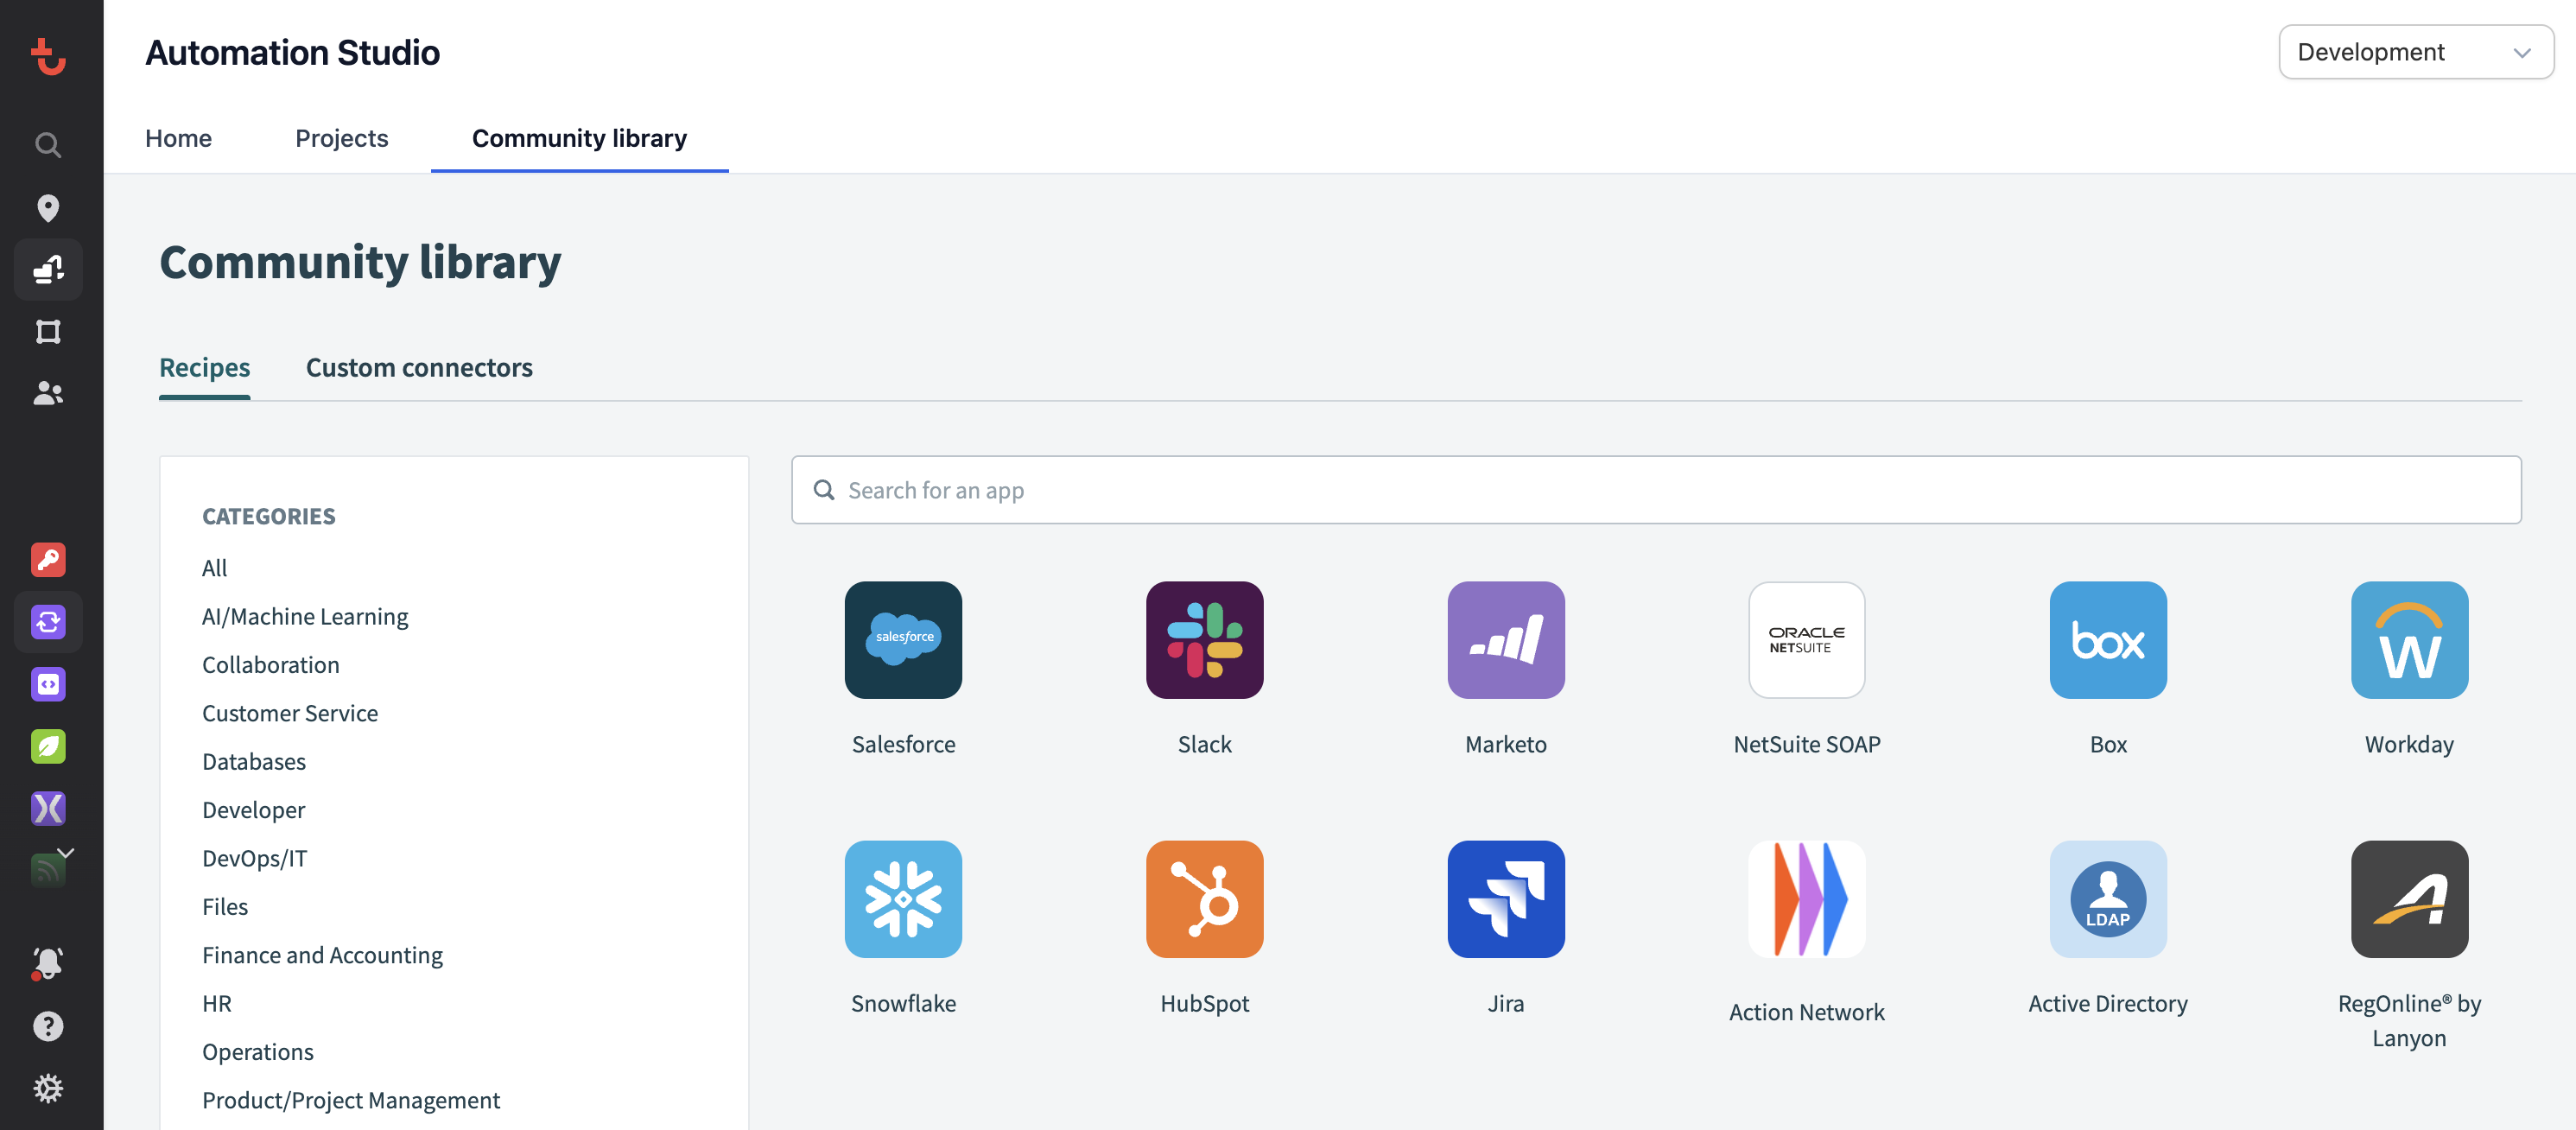 Automation Studio
Development
Home
Projects
Community library
Community library
Recipes
Custom connectors
CATEGORIES
All
AI/Machine Learning
Collaboration
Customer Service
Databases
Developer
DevOps/IT
Files
Finance and Accounting
HR
Operations
Product/Project Management
Search for an app
salesforce
ORACLE
NETSUITE
box
W
Salesforce
Slack
Marketo
NetSuite SOAP
Box
Workday
LDAP
Snowflake
HubSpot
Jira
Action Network
Active Directory
RegOnline® by
Lanyon